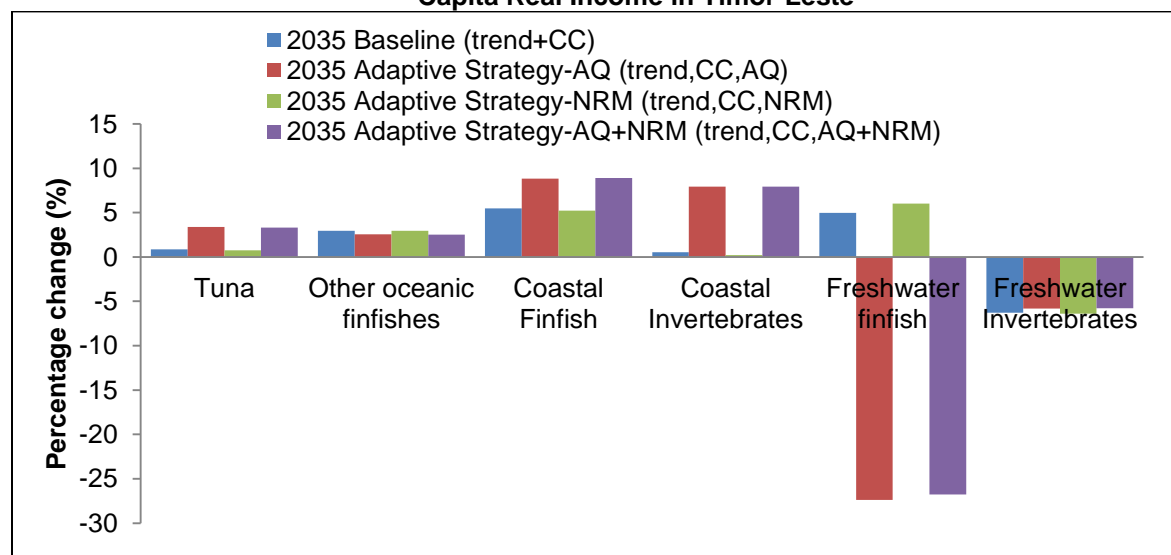 Capita Real Income in Timor-Leste
2035 Baseline (trend+CC)
2035 Adaptive Strategy-AQ (trend,CC,AQ)
2035 Adaptive Strategy-NRM (trend,CC,NRM)
2035 Adaptive Strategy-AQ+NRM (trend,CC,AQ+NRM)
Percentage change (%)
15
10
5
0
-5
-10
-15
-20
-25
-30
Tuna
Other oceanic
finfishes
Coastal
Finfish
Coastal
Invertebrates
Freshwater
finfish
Freshwater
Invertebrates